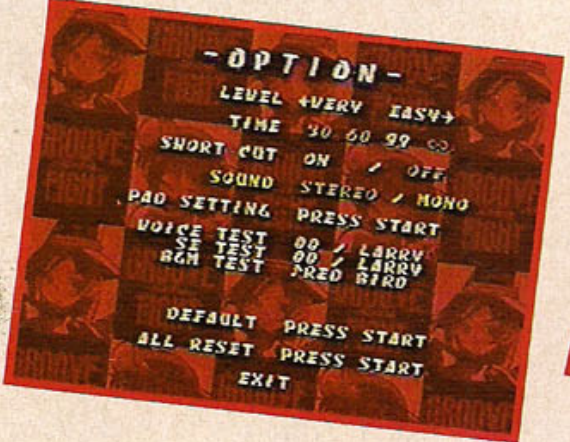 -OPTION-
LEVEL ←VERY EASY→
TIME 30 60 99 ∞
SHORT CUT ON / OFF
SOUND STEREO / MONO
PAD SETTING PRESS START
VOICE TEST 00 / LARRY
SE TEST 00 / LARRY
BGM TEST ♪RED BIRD
DEFAULT PRESS START
ALL RESET PRESS START
EXIT